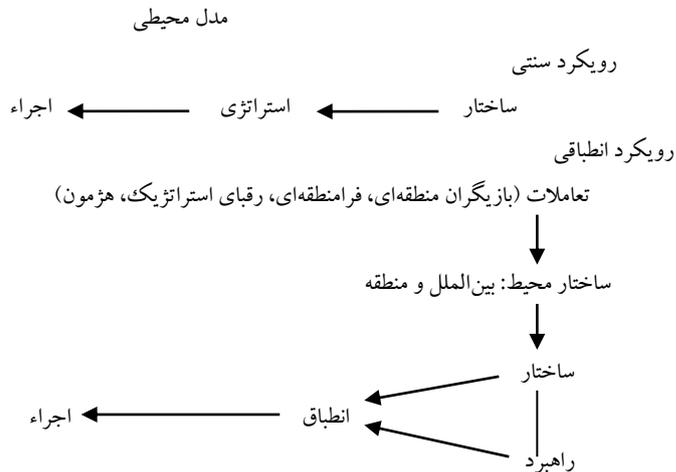 مدل محیطی
رویکرد سنتی
ساختار استراتژی اجراء
رویکرد انطباقی
تعاملات (بازیگران منطقه‌ای، فرامنطقه‌ای، رقبای استراتژیک، هژمون)
ساختار محیط: بین‌الملل و منطقه
ساختار
انطباق اجراء
راهبرد